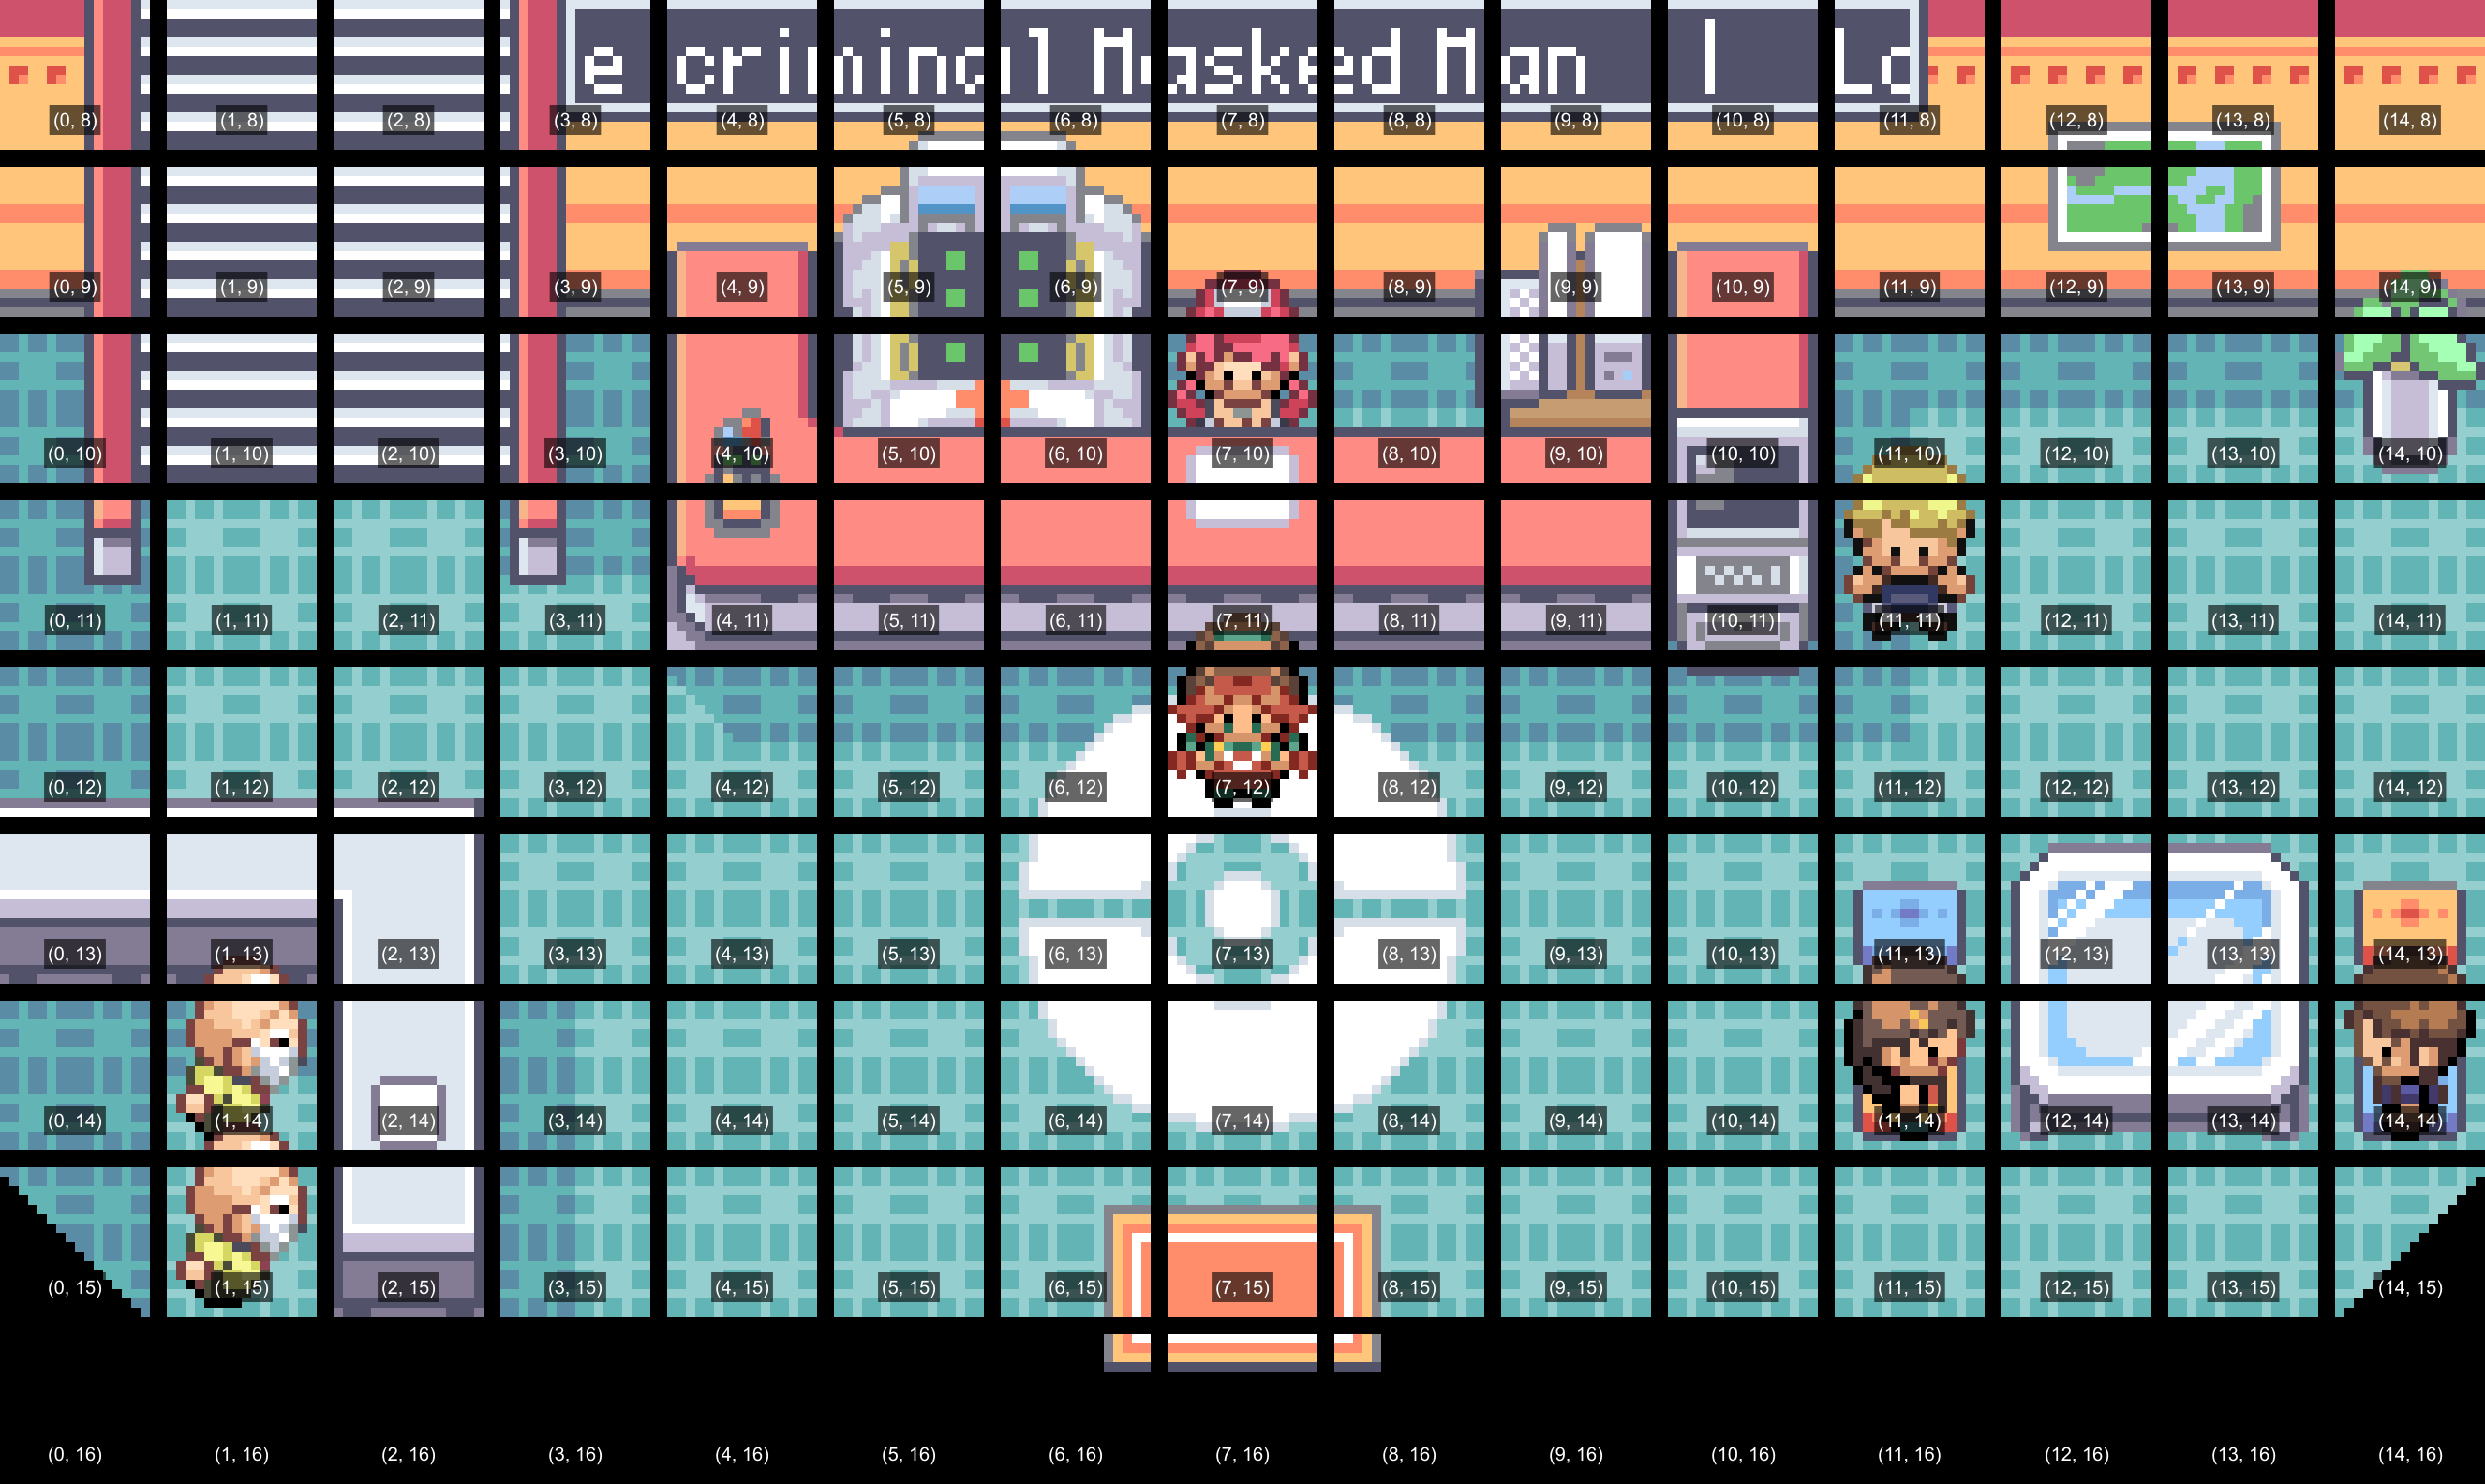 e criminal Masked Man |
(0, 8) (1, 8) (2, 8) (3, 8) (4, 8) (5, 8) (6, 8) (7, 8) (8, 8) (9, 8) (10, 8) (11, 8) (12, 8) (13, 8) (14, 8)
(0, 9) (1, 9) (2, 9) (3, 9) (4, 9) (5, 9) (6, 9) (7, 9) (8, 9) (9, 9) (10, 9) (11, 9) (12, 9) (13, 9) (14, 9)
(0, 10) (1, 10) (2, 10) (3, 10) (4, 10) (5, 10) (6, 10) (7, 10) (8, 10) (9, 10) (10, 10) (11, 10) (12, 10) (13, 10) (14, 10)
(0, 11) (1, 11) (2, 11) (3, 11) (4, 11) (5, 11) (6, 11) (7, 11) (8, 11) (9, 11) (10, 11) (11, 11) (12, 11) (13, 11) (14, 11)
(0, 12) (1, 12) (2, 12) (3, 12) (4, 12) (5, 12) (6, 12) (7, 12) (8, 12) (9, 12) (10, 12) (11, 12) (12, 12) (13, 12) (14, 12)
(0, 13) (1, 13) (2, 13) (3, 13) (4, 13) (5, 13) (6, 13) (7, 13) (8, 13) (9, 13) (10, 13) (11, 13) (12, 13) (13, 13) (14, 13)
(0, 14) (1, 14) (2, 14) (3, 14) (4, 14) (5, 14) (6, 14) (7, 14) (8, 14) (9, 14) (10, 14) (11, 14) (12, 14) (13, 14) (14, 14)
(0, 15) (1, 15) (2, 15) (3, 15) (4, 15) (5, 15) (6, 15) (7, 15) (8, 15) (9, 15) (10, 15) (11, 15) (12, 15) (13, 15) (14, 15)
(0, 16) (1, 16) (2, 16) (3, 16) (4, 16) (5, 16) (6, 16) (7, 16) (8, 16) (9, 16) (10, 16) (11, 16) (12, 16) (13, 16) (14, 16)